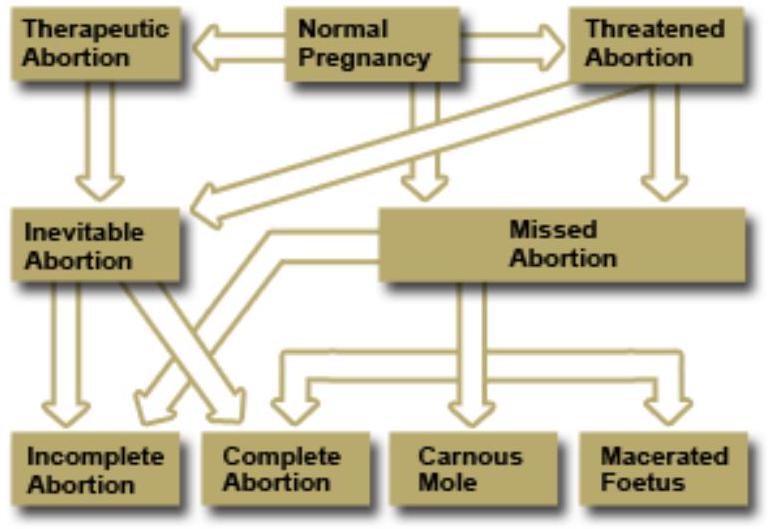 Therapeutic
Abortion
Normal
Pregnancy
Threatened
Abortion
Inevitable
Abortion
Missed
Abortion
Incomplete
Abortion
Complete
Abortion
Carnous
Mole
Macerated
Foetus